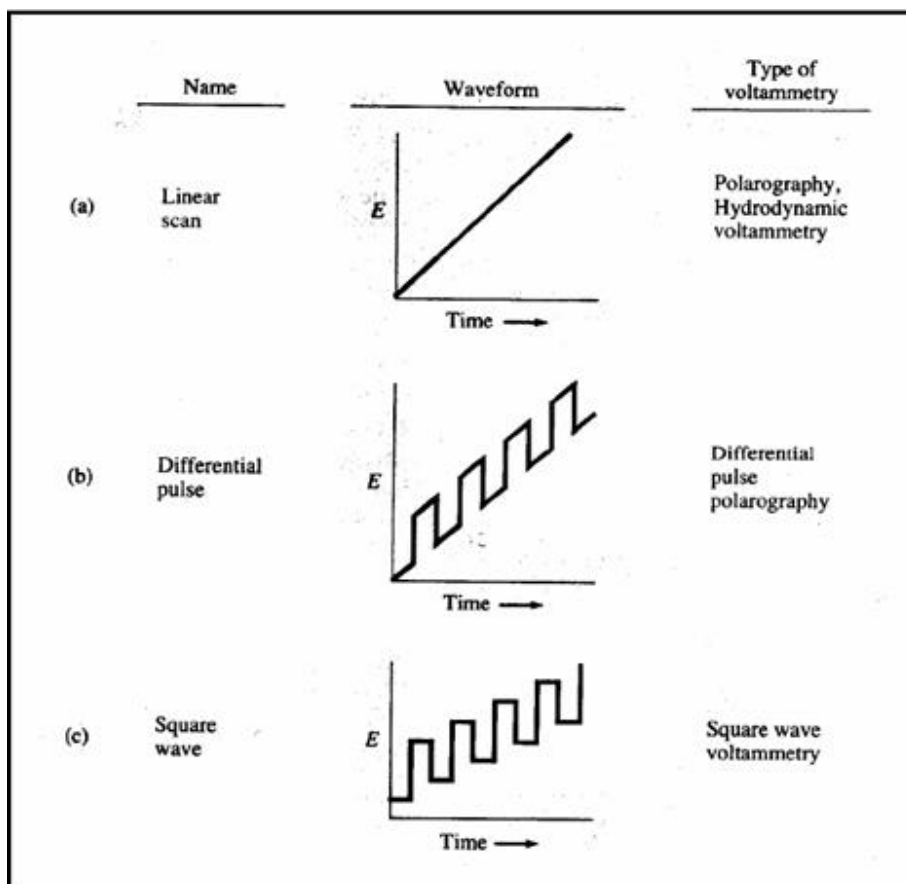 Name
Waveform
Type of
voltammetry
(a)
Linear
scan
E
Time →
Polarography,
Hydrodynamic
voltammetry
(b)
Differential
pulse
E
Time →
Differential
pulse
polarography
(c)
Square
wave
E
Time →
Square wave
voltammetry